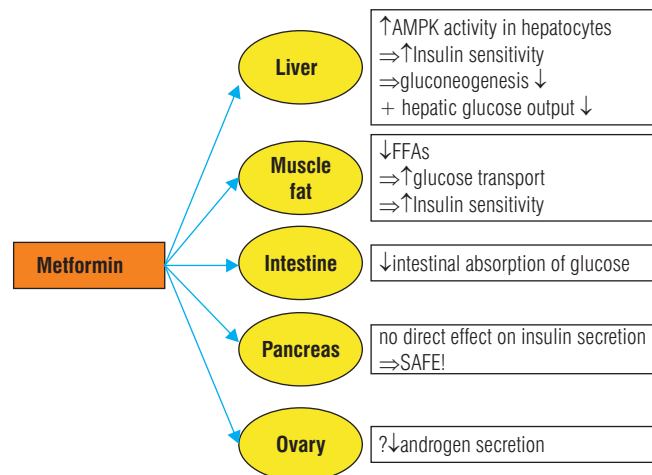 Metformin
Liver
↑AMPK activity in hepatocytes
⇒↑Insulin sensitivity
⇒gluconeogenesis ↓
+ hepatic glucose output ↓
Muscle
fat
↓FFAs
⇒↑glucose transport
⇒↑Insulin sensitivity
Intestine
↓intestinal absorption of glucose
Pancreas
no direct effect on insulin secretion
⇒SAFE!
Ovary
?↓androgen secretion